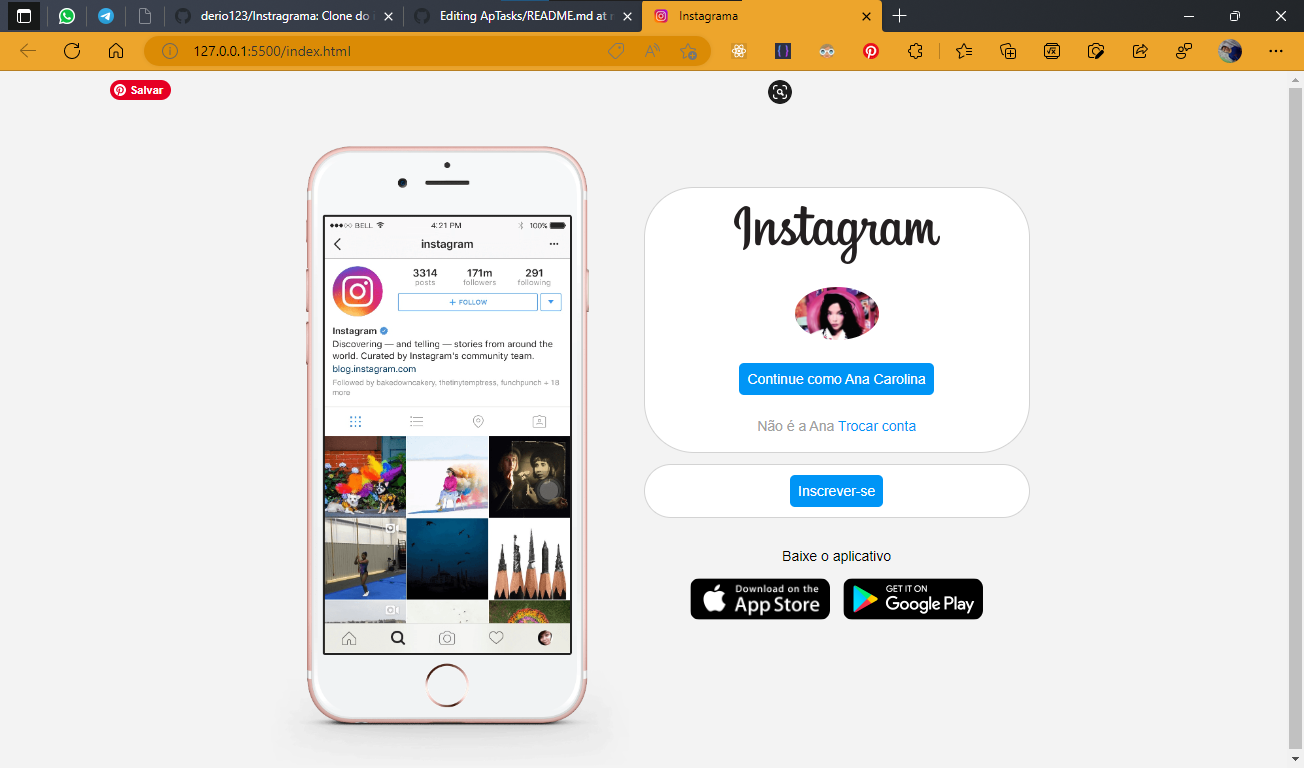 derio123/Instragrama: Clone do
Editing ApTasks/README.md at
Instagrama
127.0.0.1:5500/index.html
Salvar
●●●○○ BELL 4:21 PM 100%
instagram
3314 171m 291
posts followers following
+ FOLLOW
Instagram
Discovering — and telling — stories from around the
world. Curated by Instagram's community team.
blog.instagram.com
Followed by bakedowncakery, thetinytemptress, funchpunch + 18
more
Instagram
Continue como Ana Carolina
Não é a Ana Trocar conta
Inscrever-se
Baixe o aplicativo
Download on the
App Store
GET IT ON
Google Play